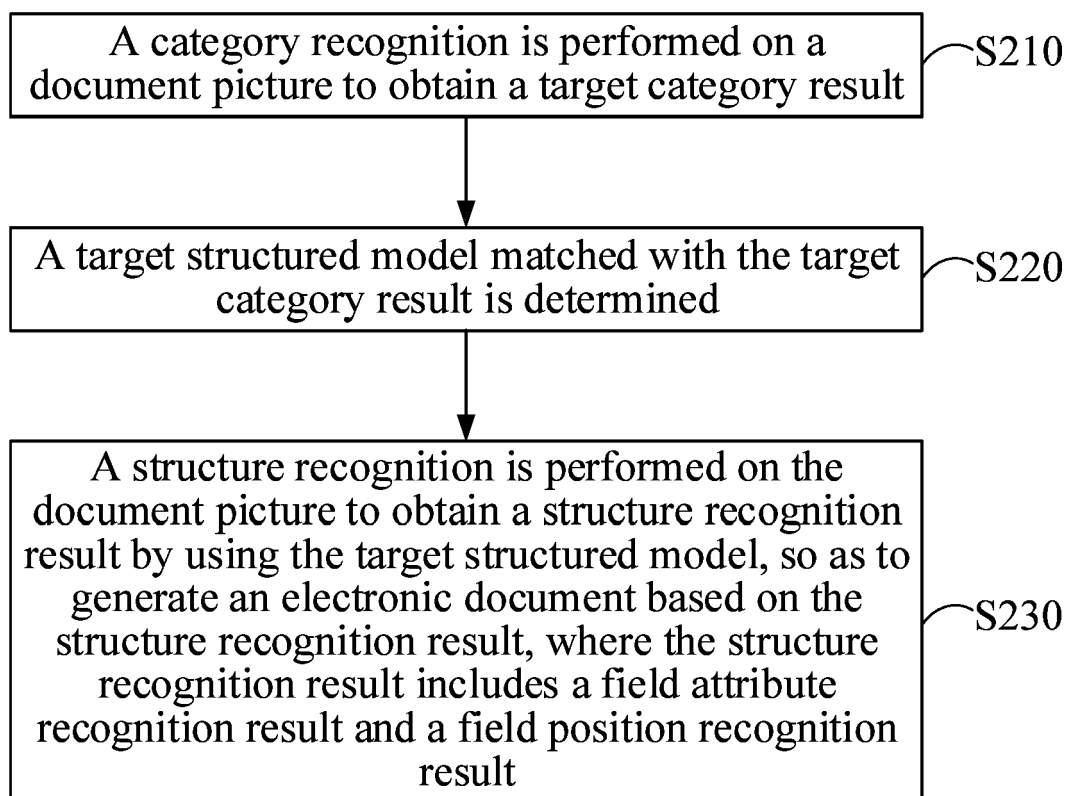 A category recognition is performed on a
document picture to obtain a target category result
S210
A target structured model matched with the target
category result is determined
S220
A structure recognition is performed on the
document picture to obtain a structure recognition
result by using the target structured model, so as to
generate an electronic document based on the
structure recognition result, where the structure
recognition result includes a field attribute
recognition result and a field position recognition
result
S230